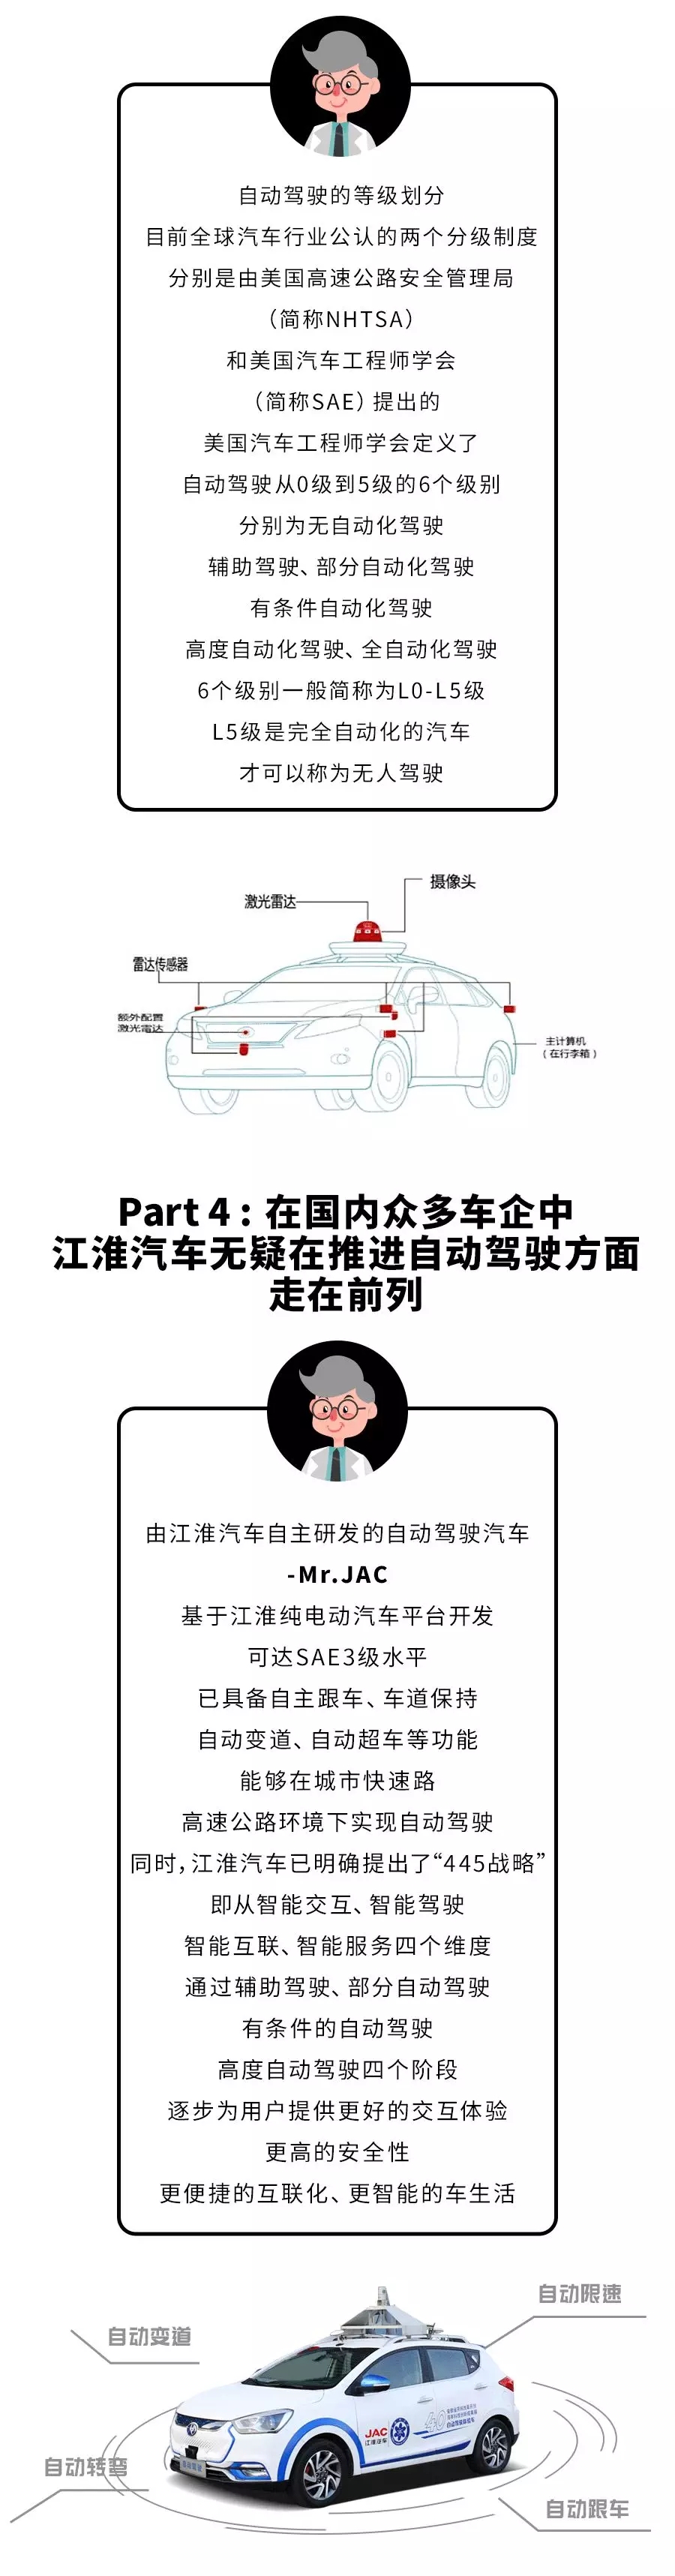 自动驾驶的等级划分
目前全球汽车行业公认的两个分级制度
分别是由美国高速公路安全管理局
（简称NHTSA）
和美国汽车工程师学会
（简称SAE）提出的
美国汽车工程师学会定义了
自动驾驶从0级到5级的6个级别
分别为无自动化驾驶
辅助驾驶、部分自动化驾驶
有条件自动化驾驶
高度自动化驾驶、全自动化驾驶
6个级别一般简称为L0-L5级
L5级是完全自动化的汽车
才可以称为无人驾驶
摄像头
激光雷达
雷达传感器
额外配置
激光雷达
主计算机
（在行李箱）
Part 4：在国内众多车企中
江淮汽车无疑在推进自动驾驶方面
走在前列
由江淮汽车自主研发的自动驾驶汽车
-Mr.JAC
基于江淮纯电动汽车平台开发
可达SAE3级水平
已具备自主跟车、车道保持
自动变道、自动超车等功能
能够在城市快速路
高速公路环境下实现自动驾驶
同时，江淮汽车已明确提出了“445战略”
即从智能交互、智能驾驶
智能互联、智能服务四个维度
通过辅助驾驶、部分自动驾驶
有条件的自动驾驶
高度自动驾驶四个阶段
逐步为用户提供更好的交互体验
更高的安全性
更便捷的互联化、更智能的车生活
自动限速
自动变道
JAC
江淮汽车
4.0
自动转弯
自动跟车